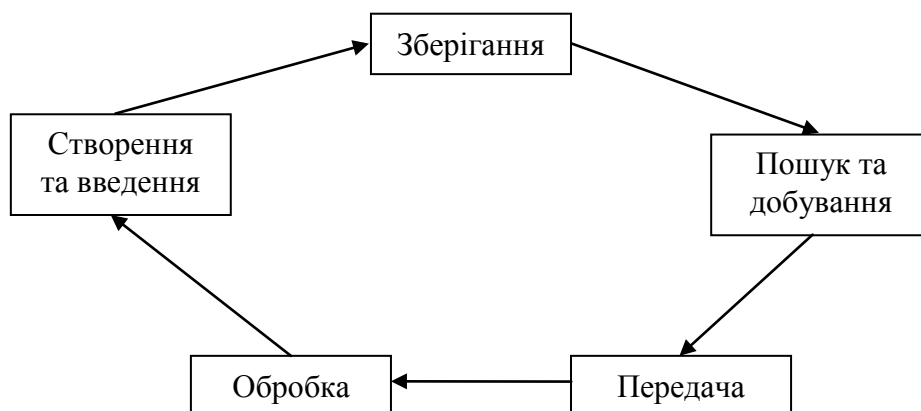 Зберігання
Створення
та введення
Пошук та
добування
Обробка
Передача